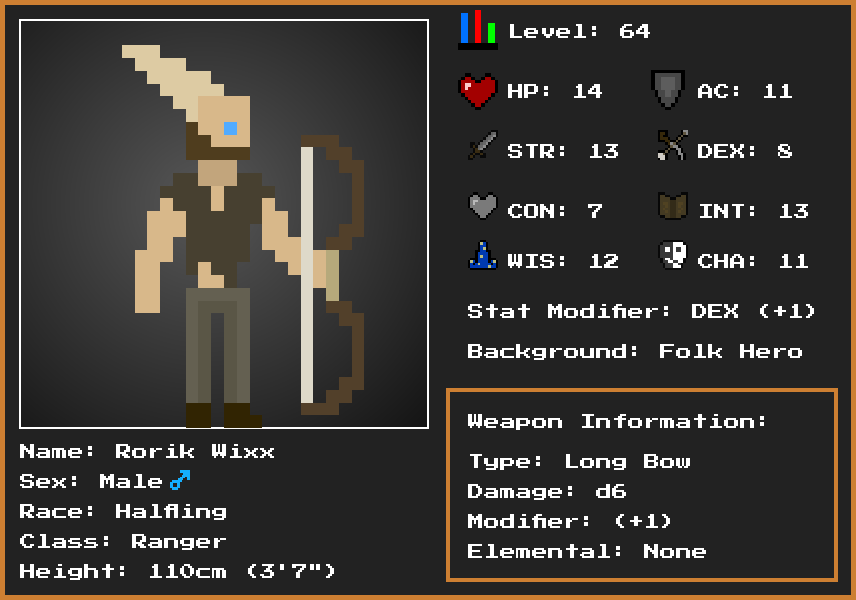 Level: 64
HP: 14
AC: 11
STR: 13
DEX: 8
CON: 7
INT: 13
WIS: 12
CHA: 11
Stat Modifier: DEX (+1)
Background: Folk Hero
Weapon Information:
Type: Long Bow
Damage: d6
Modifier: (+1)
Elemental: None
Name: Rorik Wixx
Sex: Male♂
Race: Halfling
Class: Ranger
Height: 110cm (3'7")